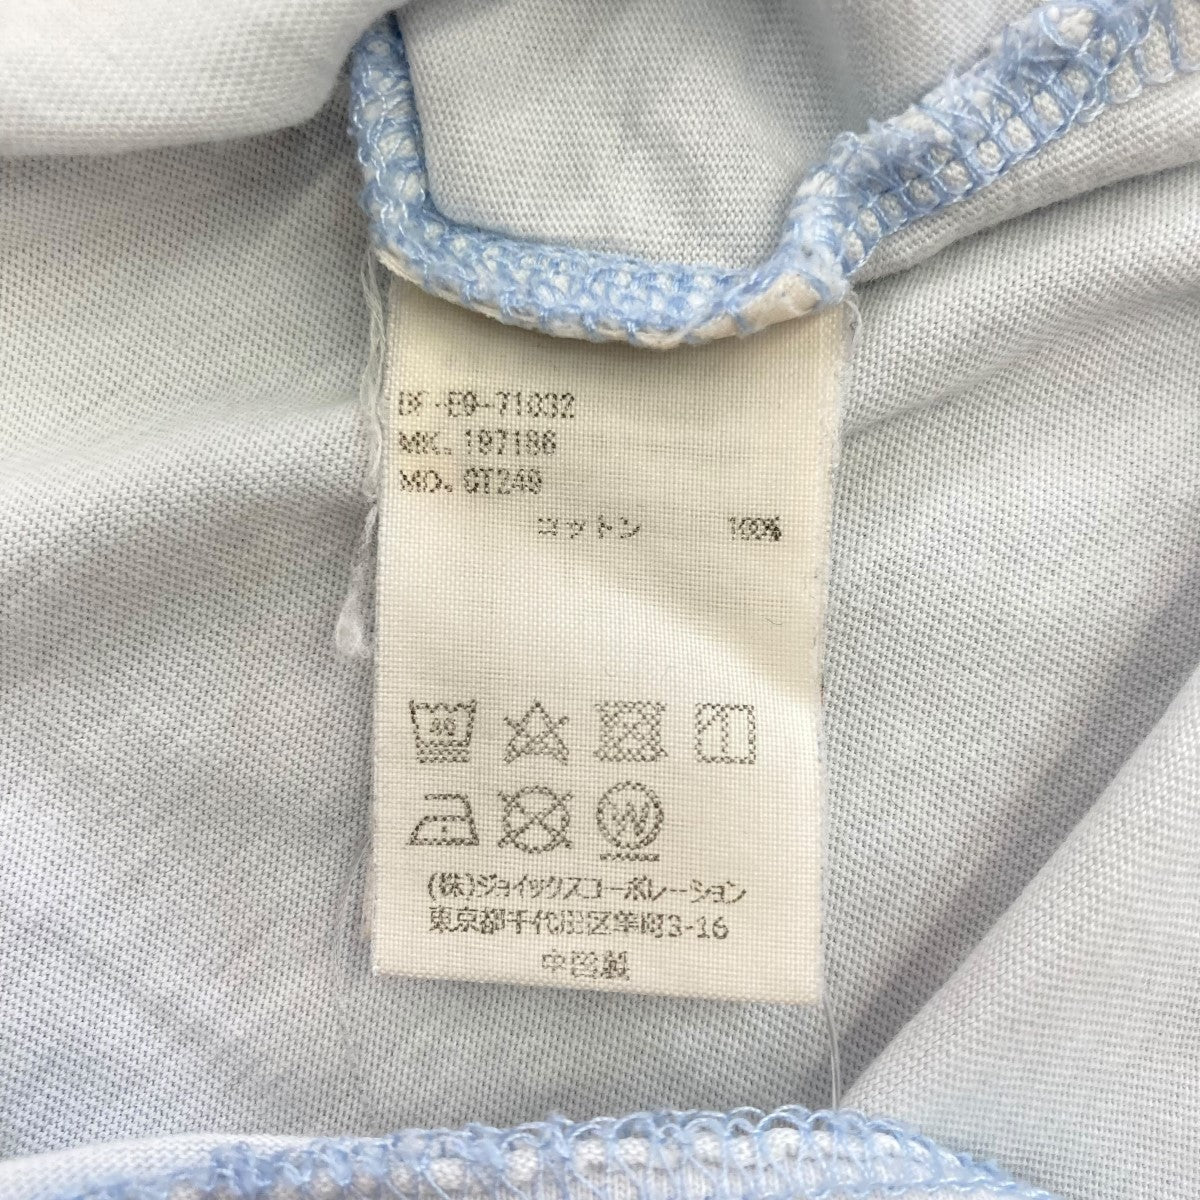 BF-E9-71032
MK. 197186
MO. CT249
コットン 100%
40
W
(株)ジョイックスコーポレーション
東京都千代田区平河町3-16
中国製